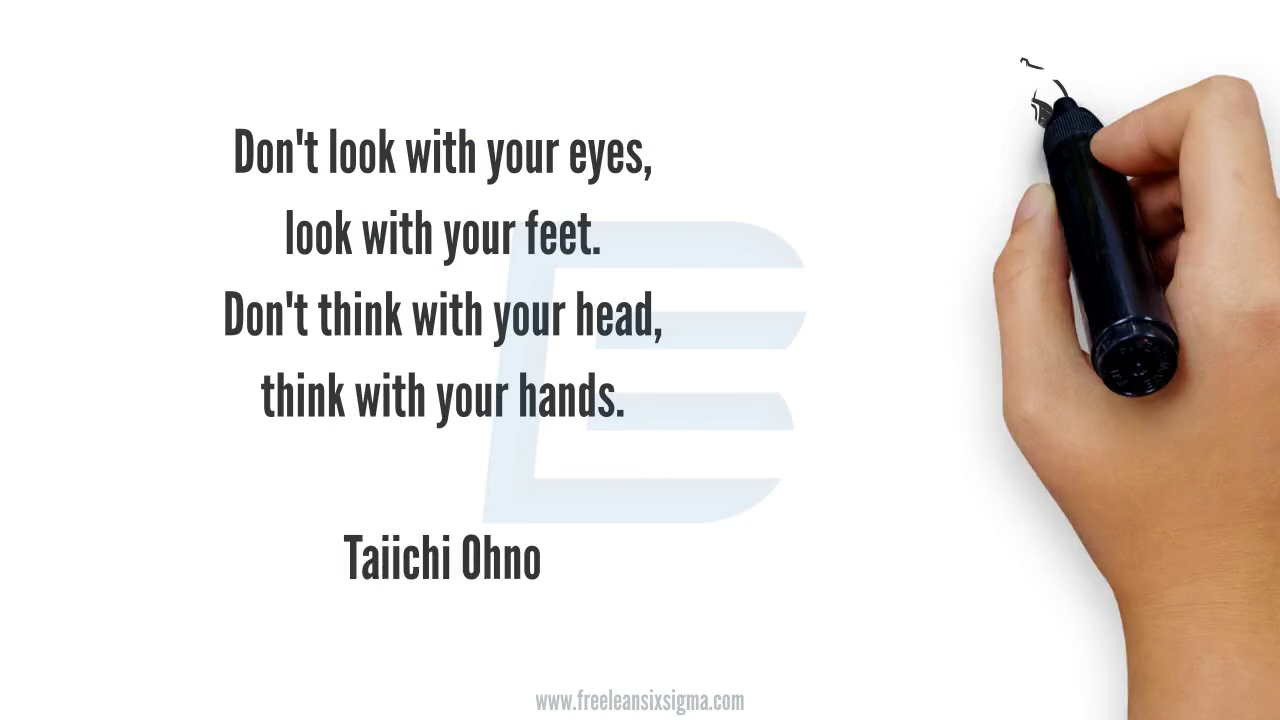 Don't look with your eyes,
look with your feet.
Don't think with your head,
think with your hands.
Taiichi Ohno
www.freeleansixsigma.com